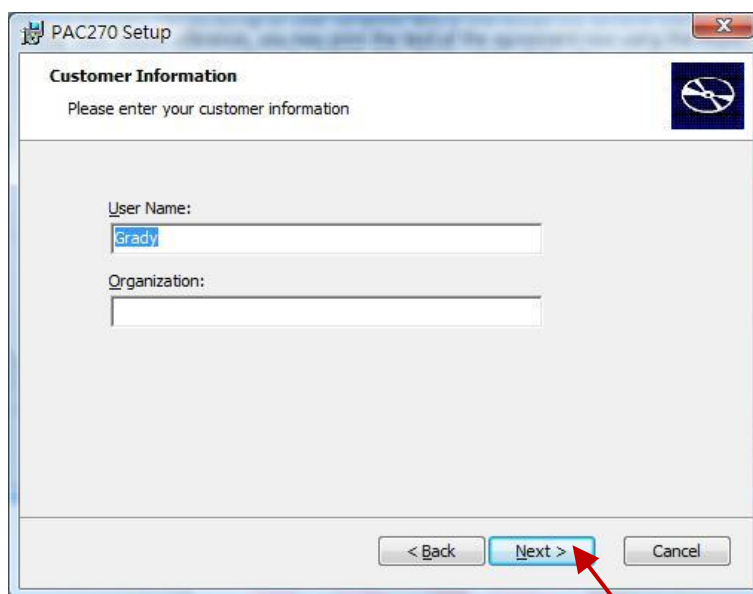 PAC270 Setup
Customer Information
Please enter your customer information
User Name:
Grady
Organization:
< Back
Next >
Cancel